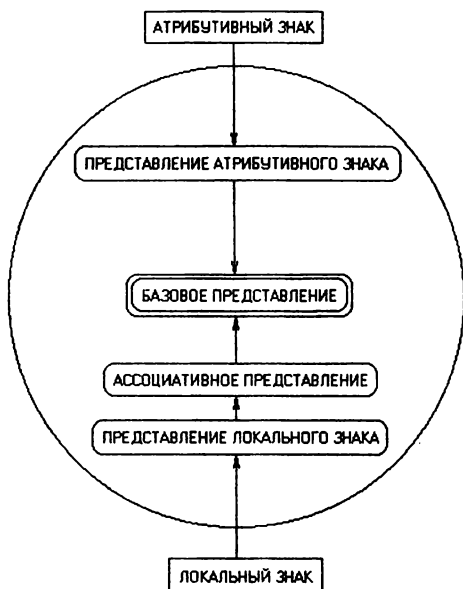 АТРИБУТИВНЫЙ ЗНАК
ПРЕДСТАВЛЕНИЕ АТРИБУТИВНОГО ЗНАКА
БАЗОВОЕ ПРЕДСТАВЛЕНИЕ
АССОЦИАТИВНОЕ ПРЕДСТАВЛЕНИЕ
ПРЕДСТАВЛЕНИЕ ЛОКАЛЬНОГО ЗНАКА
ЛОКАЛЬНЫЙ ЗНАК